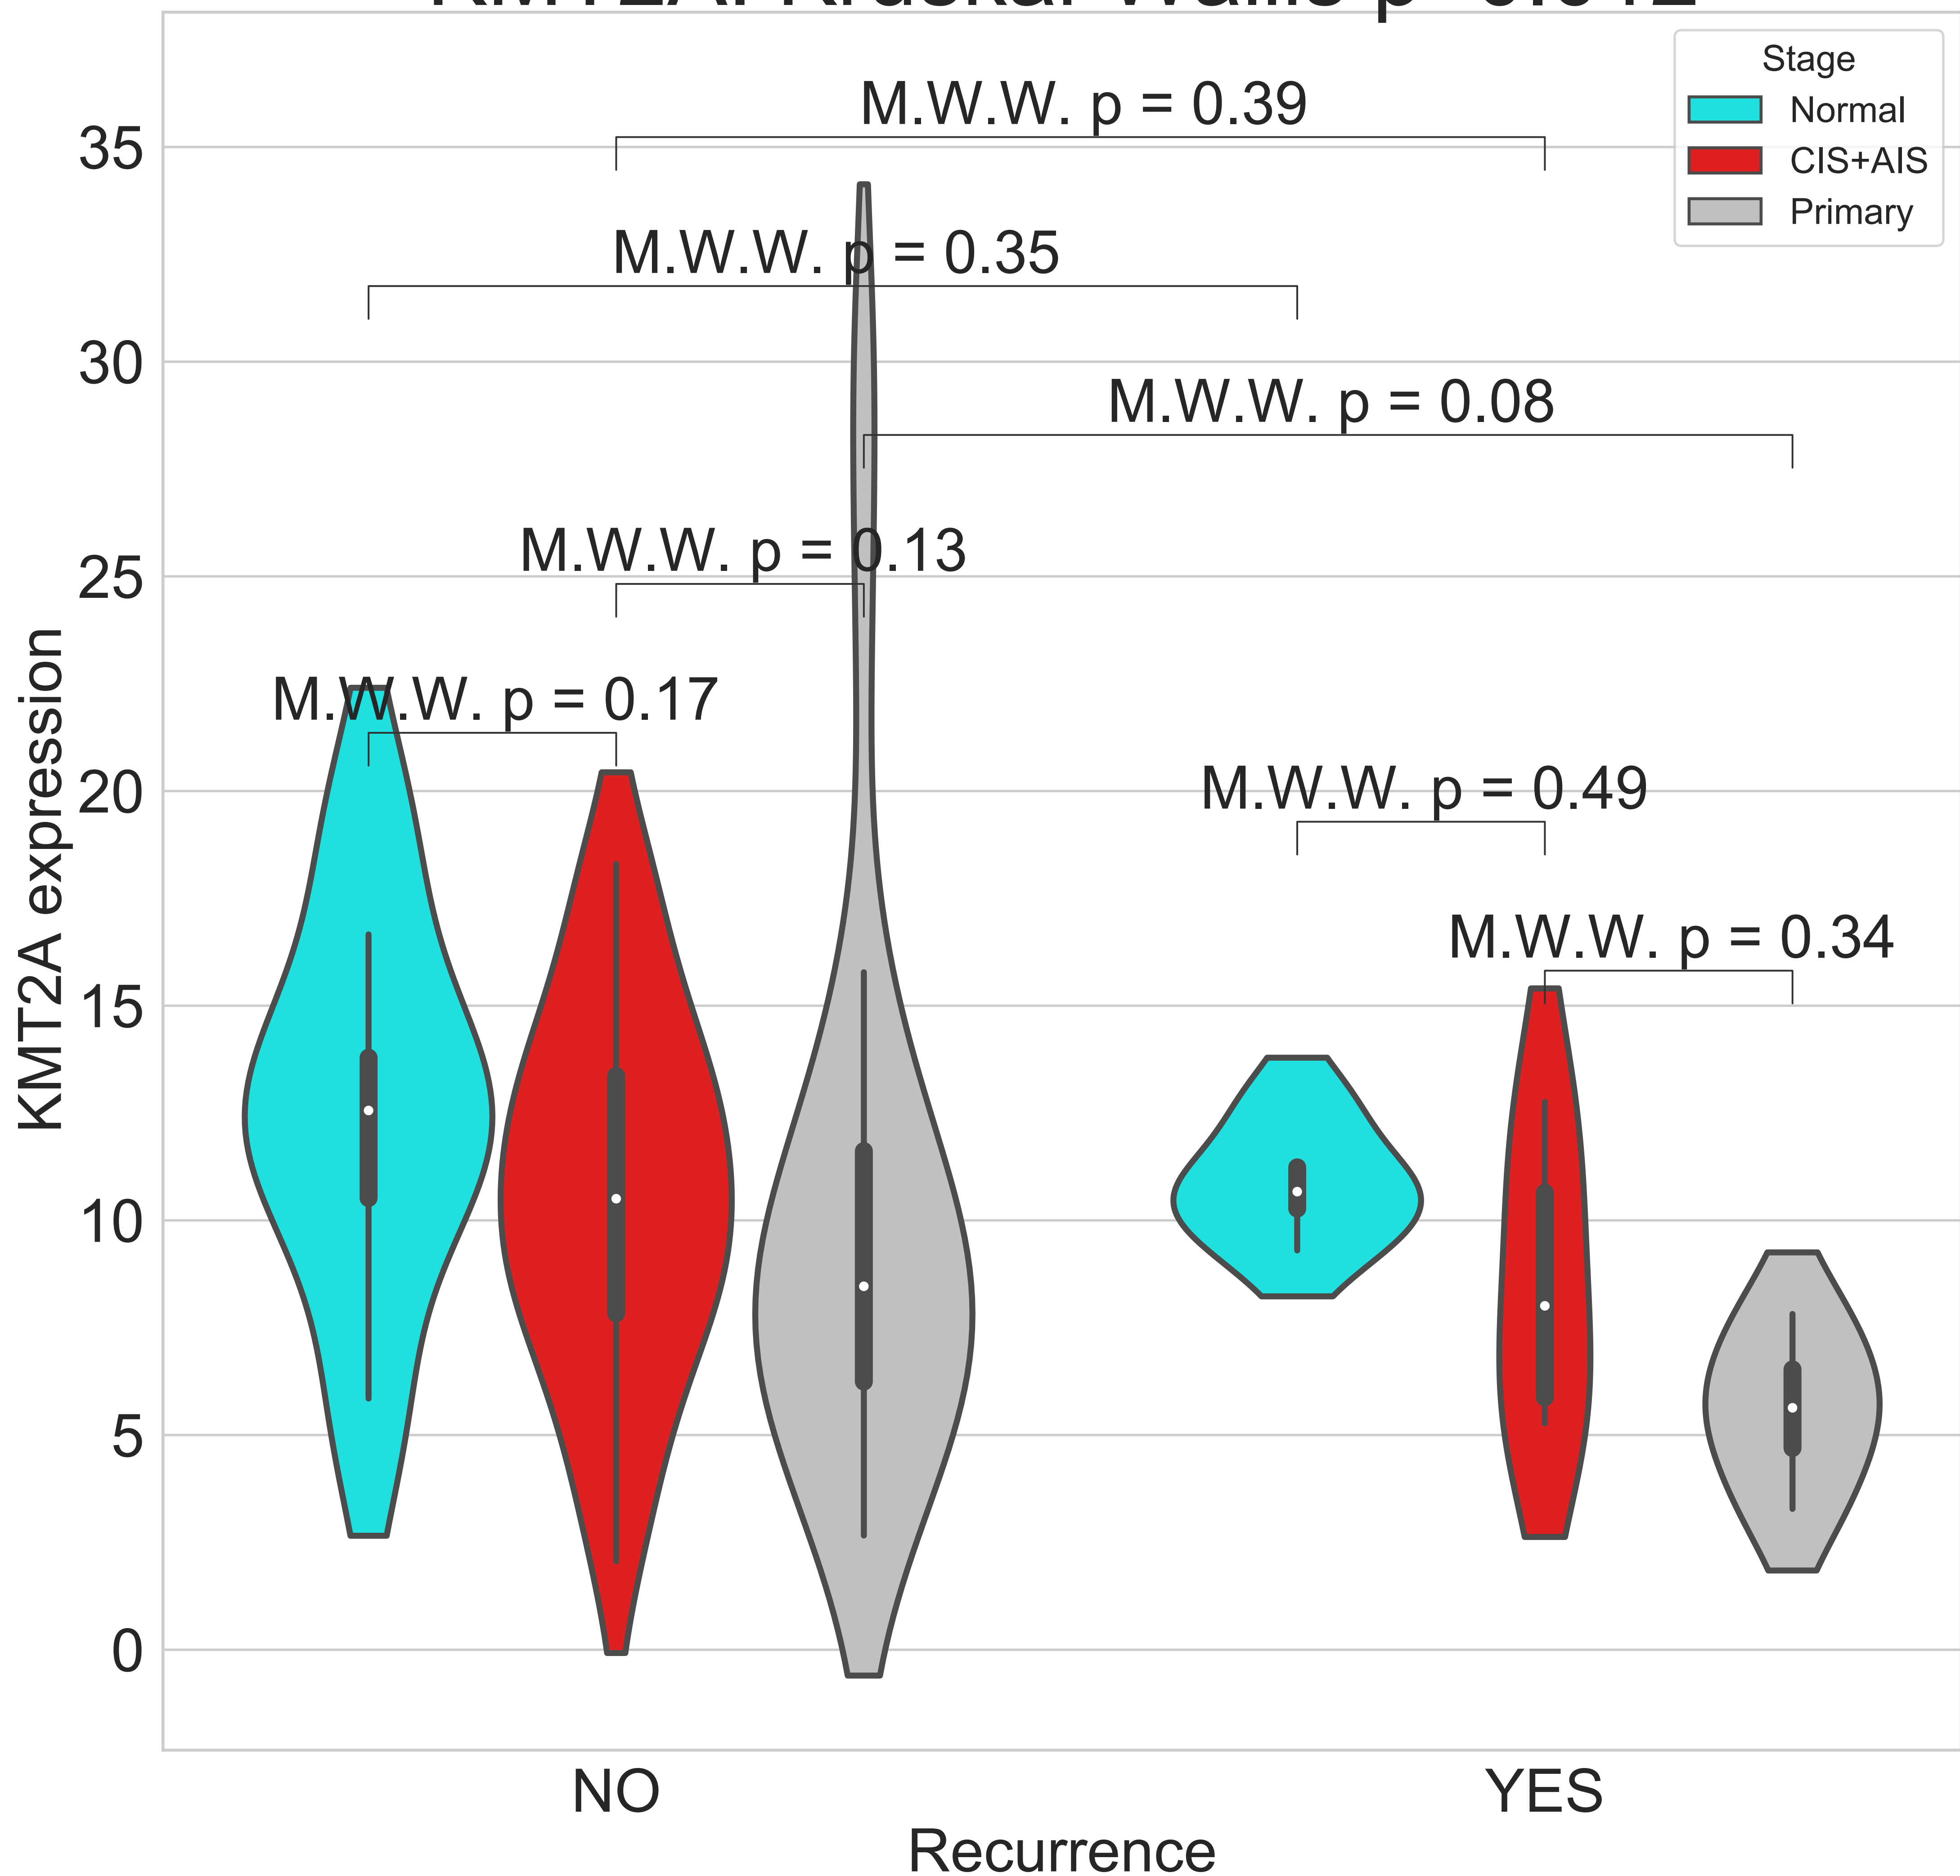 Stage
Normal
CIS+AIS
Primary
M.W.W. p = 0.39
M.W.W. p = 0.35
M.W.W. p = 0.08
M.W.W. p = 0.13
M.W.W. p = 0.17
M.W.W. p = 0.49
M.W.W. p = 0.34
35
30
25
20
15
10
5
0
KMT2A expression
NO
YES
Recurrence